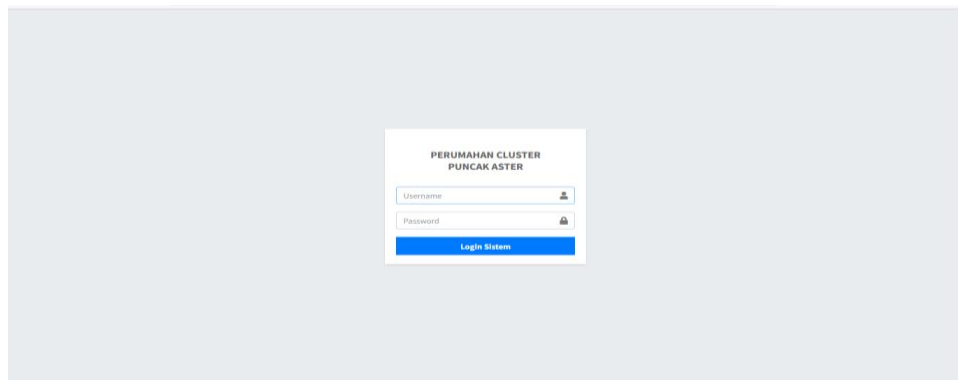 PERUMAHAN CLUSTER
PUNCAK ASTER
Username
Password
Login Sistem